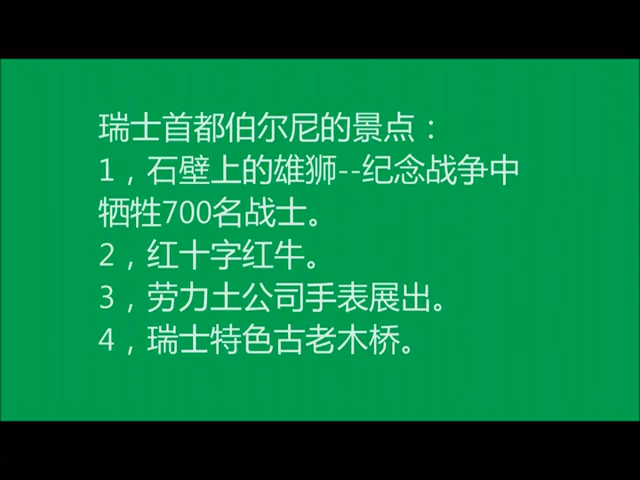 瑞士首都伯尔尼的景点：
1，石壁上的雄狮--纪念战争中
牺牲700名战士。
2，红十字红牛。
3，劳力士公司手表展出。
4，瑞士特色古老木桥。